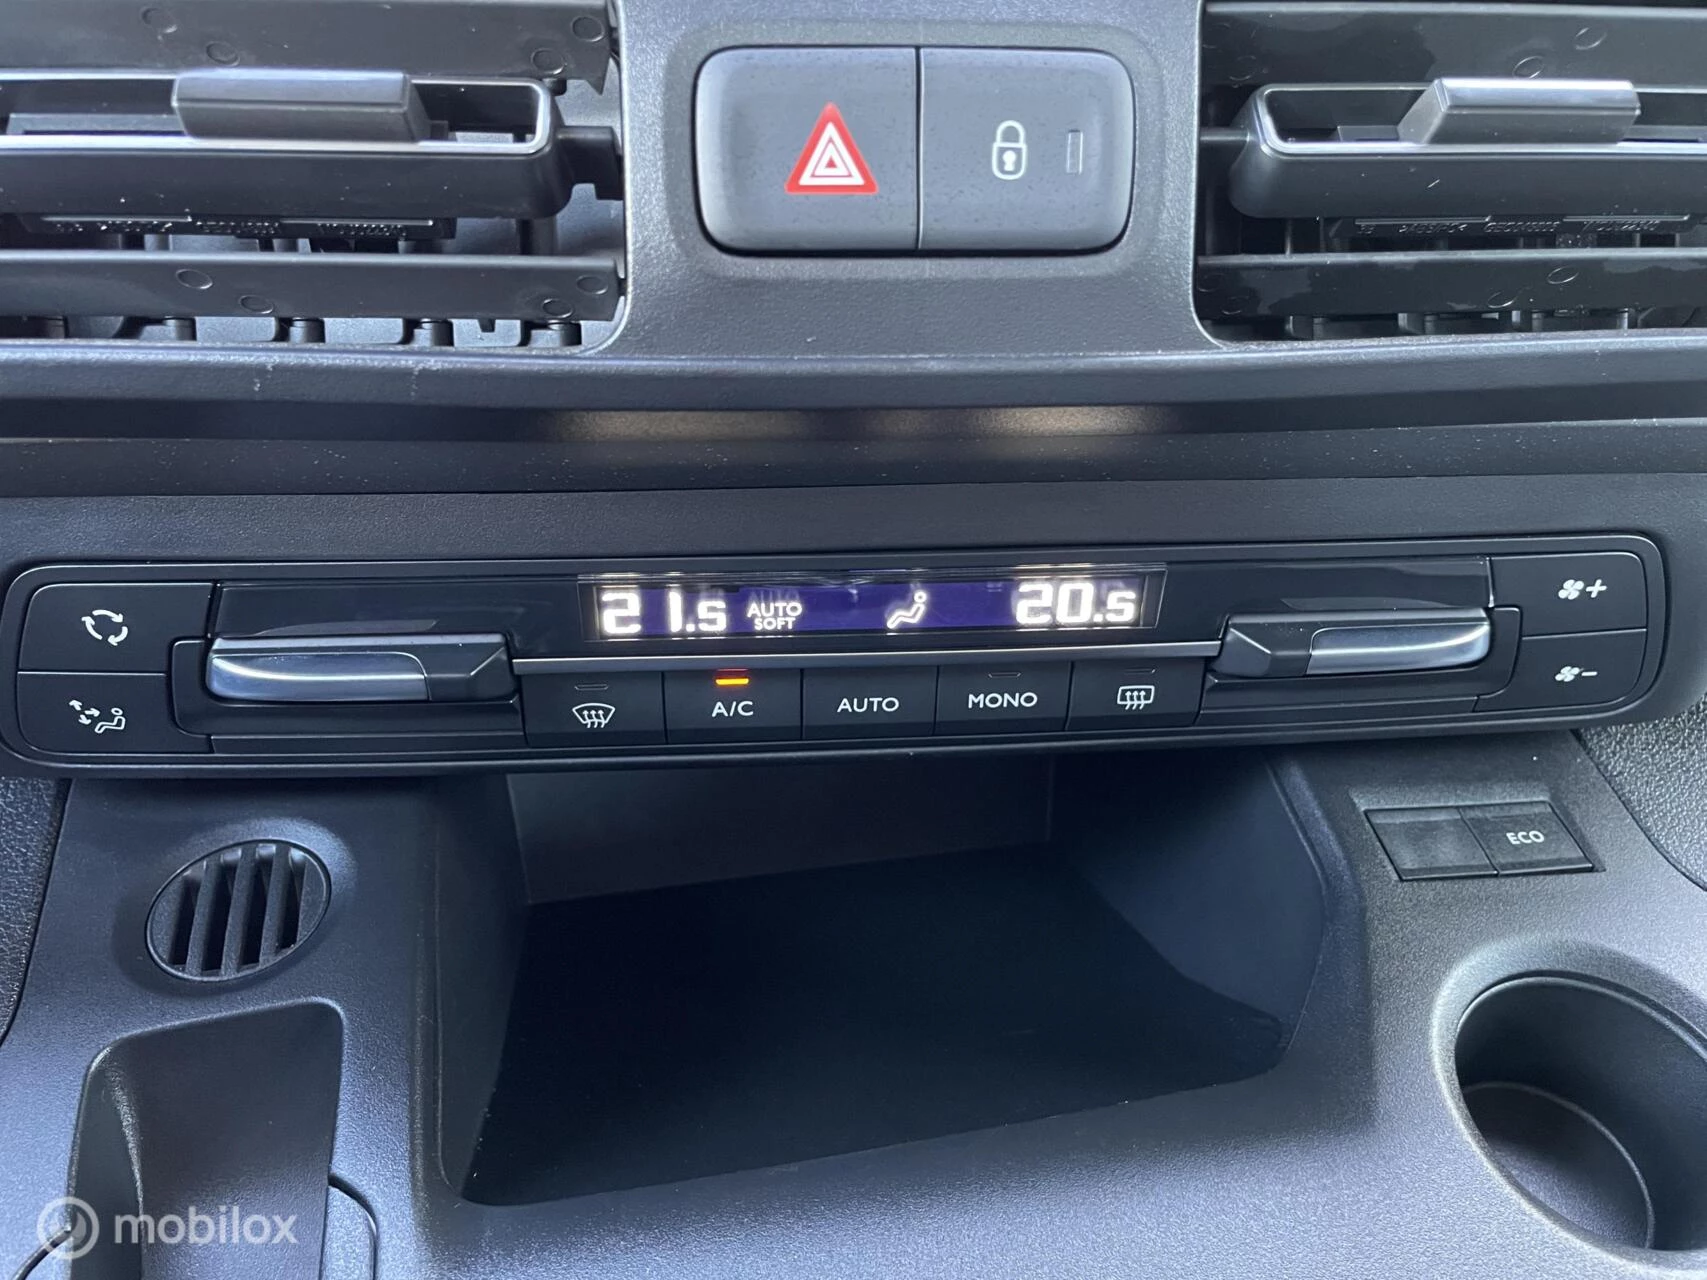 21.5 AUTO SOFT 20.5
A/C AUTO MONO
ECO
mobilox